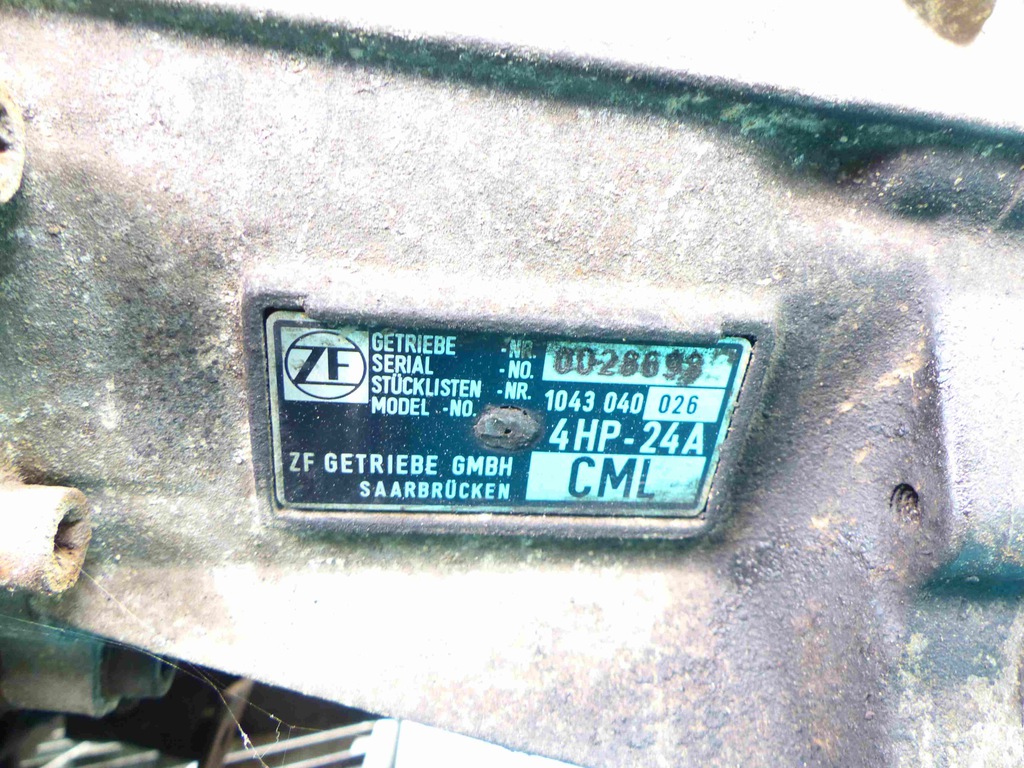 ZF
GETRIEBE -NR.
SERIAL -NO. 0028693
STÜCKLISTEN -NR.
MODEL -NO. 1043 040 026
4HP-24A
ZF GETRIEBE GMBH CML
SAARBRÜCKEN